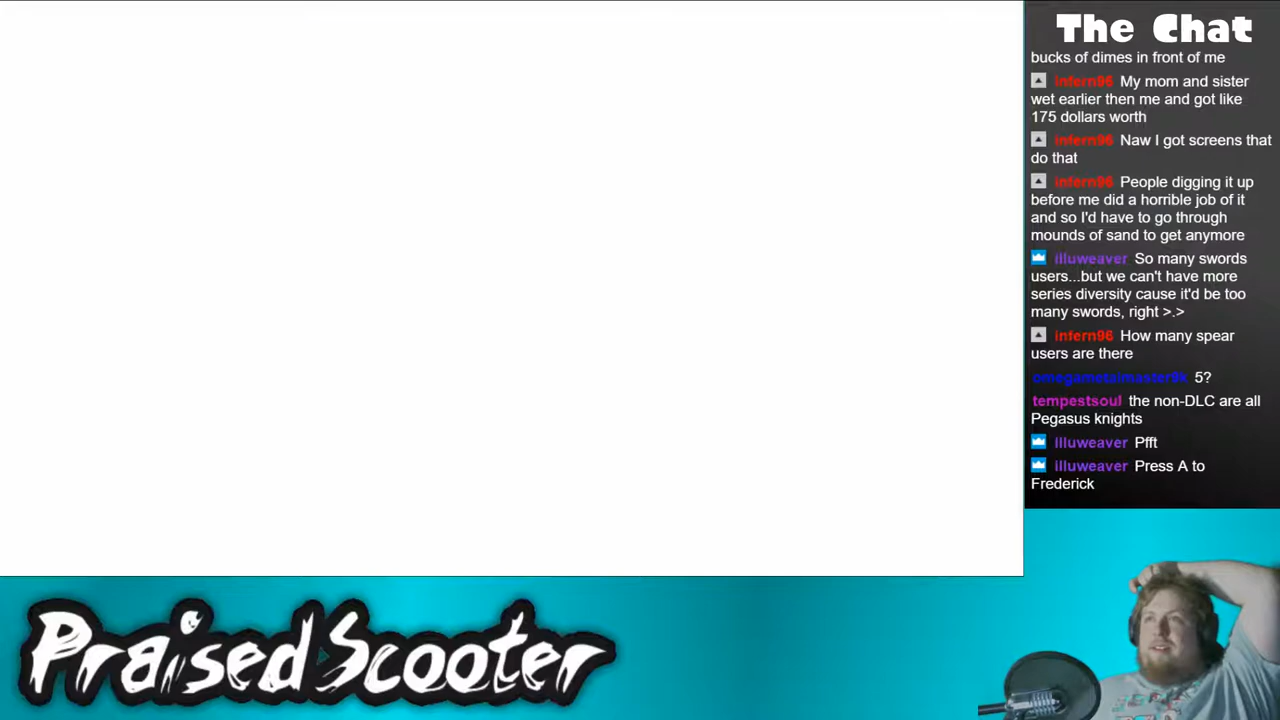 The Chat
bucks of dimes in front of me
infern96 My mom and sister
wet earlier then me and got like
175 dollars worth
infern96 Naw I got screens that
do that
infern96 People digging it up
before me did a horrible job of it
and so I'd have to go through
mounds of sand to get anymore
illuweaver So many swords
users...but we can't have more
series diversity cause it'd be too
many swords, right >.>
infern96 How many spear
users are there
omegametalmaster9k 5?
tempestsoul the non-DLC are all
Pegasus knights
illuweaver Pfft
illuweaver Press A to
Frederick
PraisedScooter